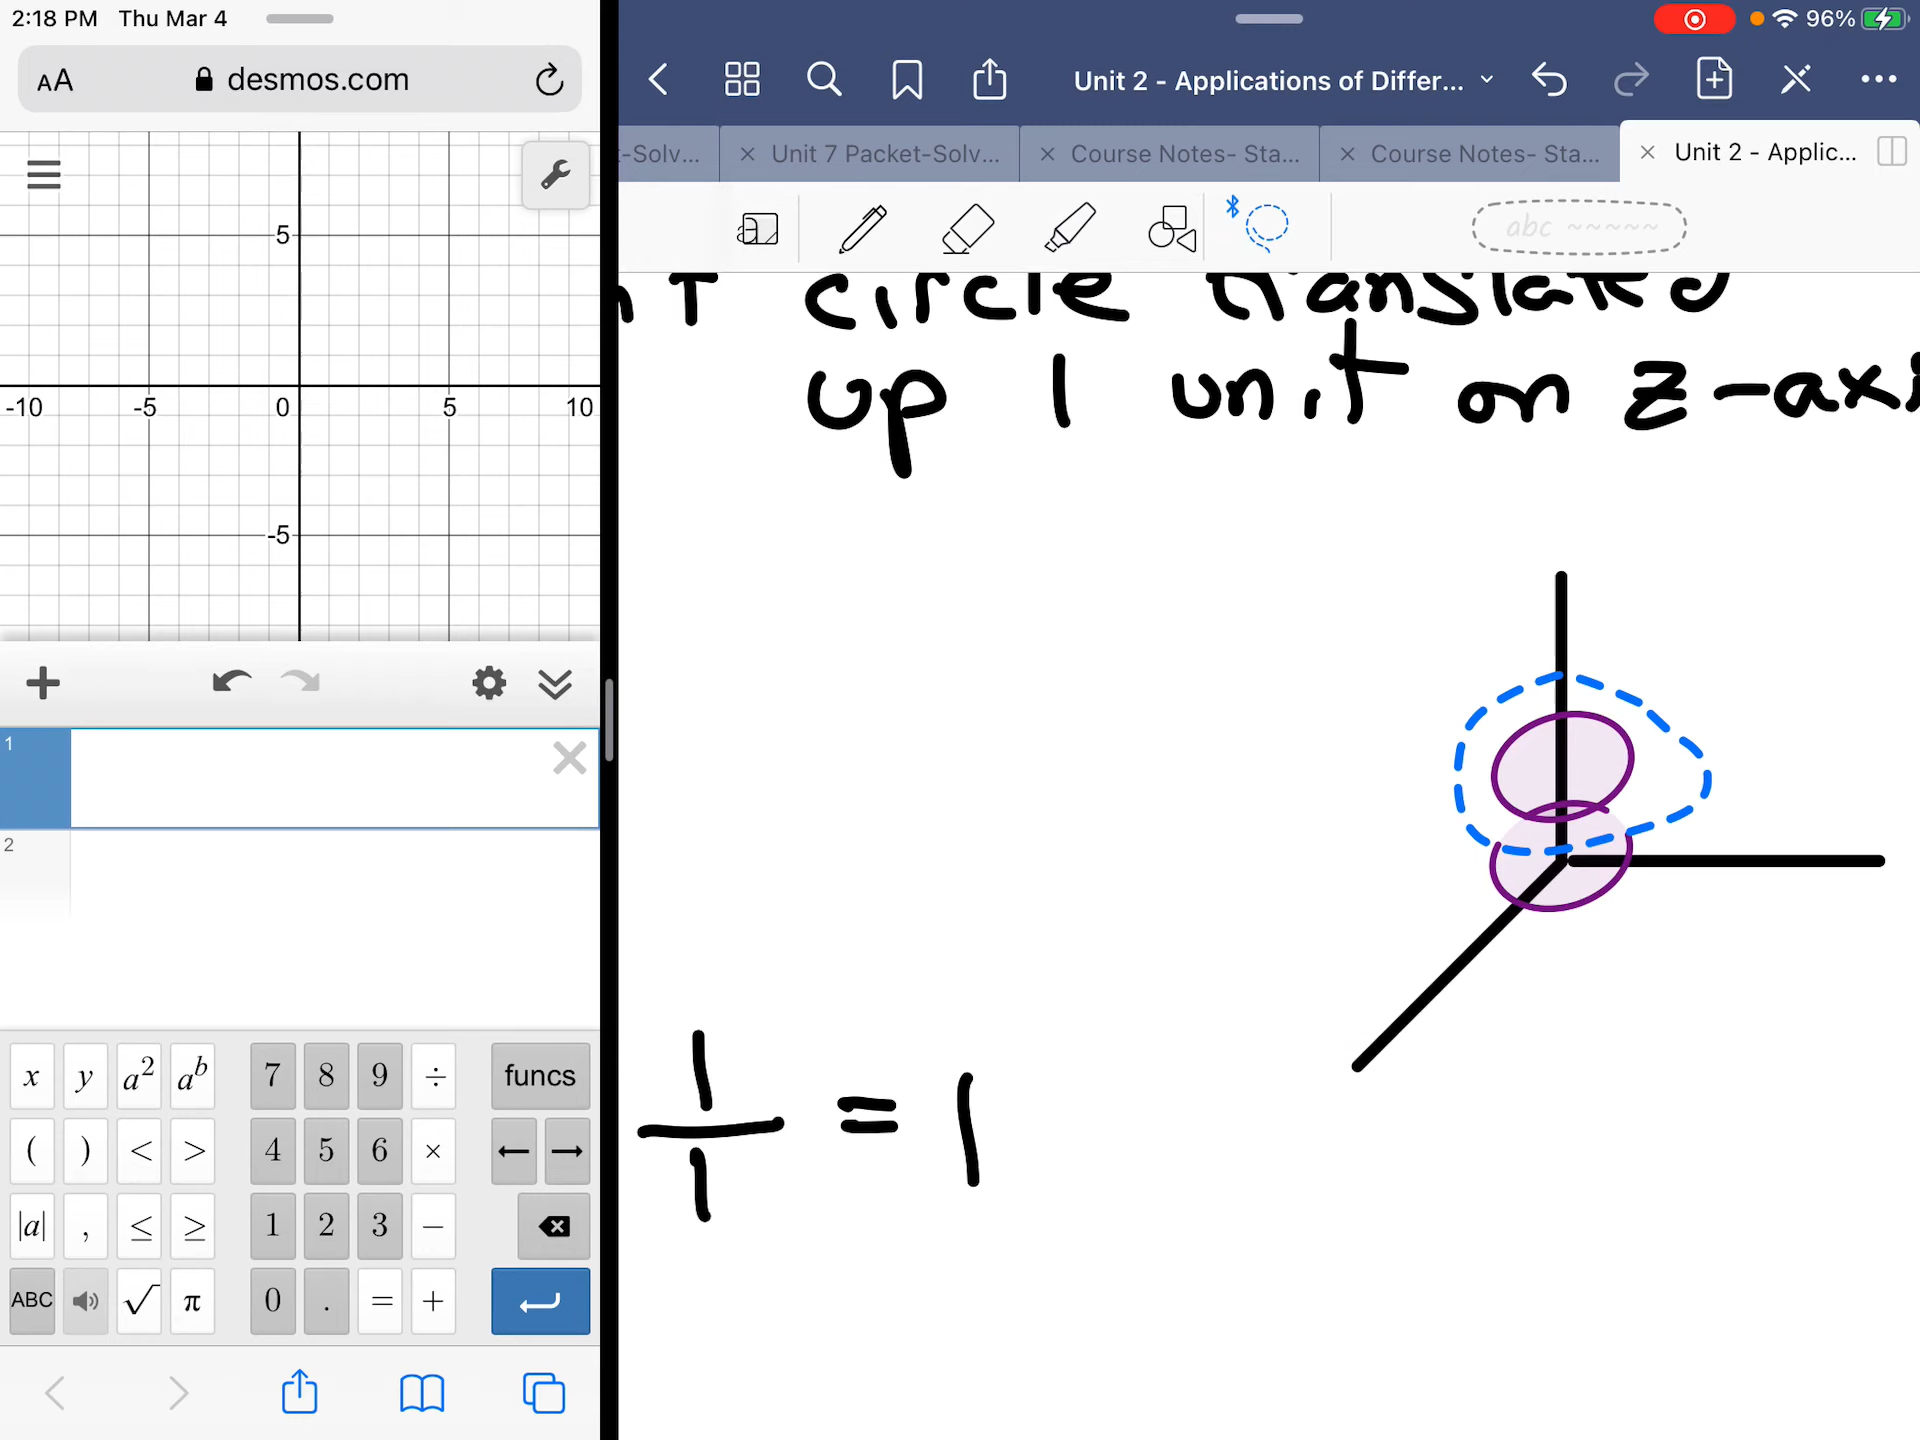 2:18 PM Thu Mar 4
96%
AA desmos.com
Unit 2 - Applications of Differ...
t-Solv...
× Unit 7 Packet-Solv...
× Course Notes- Sta...
× Course Notes- Sta...
× Unit 2 - Applic...
abc ~~~~~
5
-10 -5 0 5 10
-5
1
2
x y a² aᵇ 7 8 9 ÷ funcs
( ) < > 4 5 6 × ← →
|a| , ≤ ≥ 1 2 3 −
ABC √ π 0 . = +
circle translated
up 1 unit on z-axi
1/1 = 1